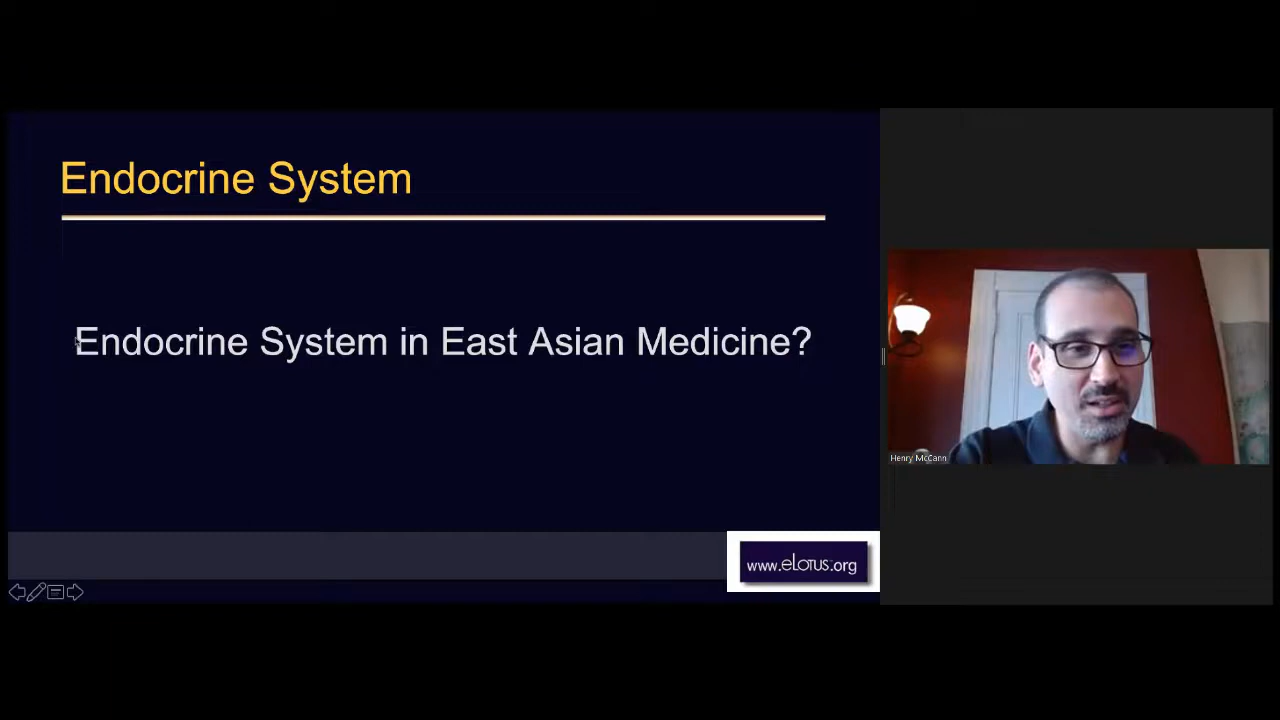 Endocrine System
Endocrine System in East Asian Medicine?
Henry McCann
www.eLotus.org